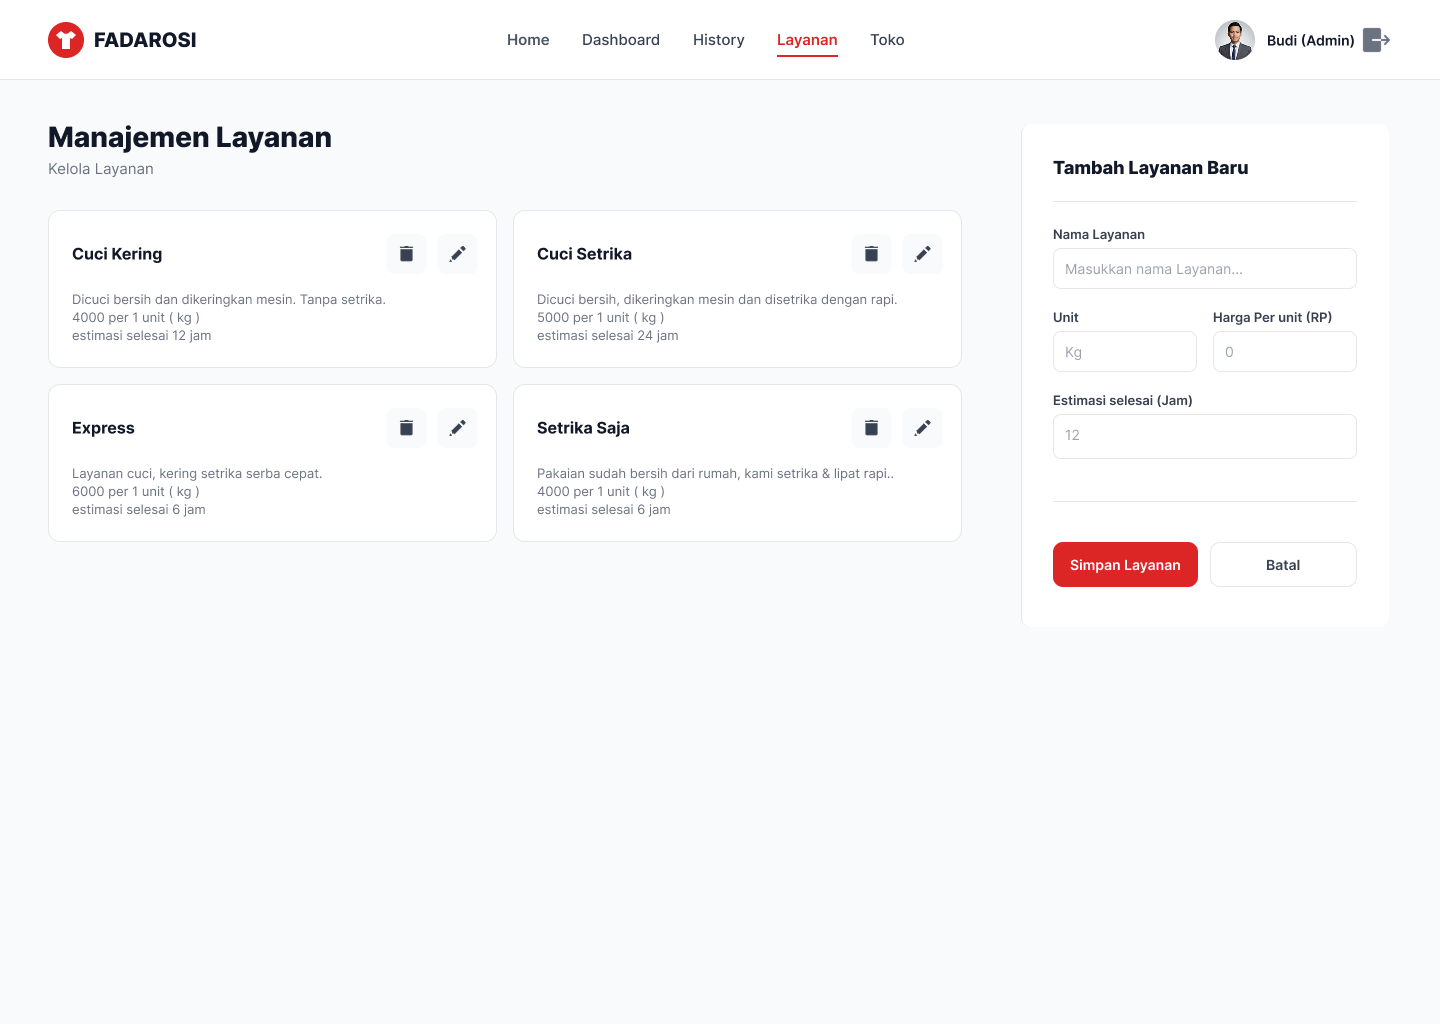 FADAROSI
Home
Dashboard
History
Layanan
Toko
Budi (Admin)
Manajemen Layanan
Kelola Layanan
Cuci Kering
Dicuci bersih dan dikeringkan mesin. Tanpa setrika.
4000 per 1 unit ( kg )
estimasi selesai 12 jam
Cuci Setrika
Dicuci bersih, dikeringkan mesin dan disetrika dengan rapi.
5000 per 1 unit ( kg )
estimasi selesai 24 jam
Express
Layanan cuci, kering setrika serba cepat.
6000 per 1 unit ( kg )
estimasi selesai 6 jam
Setrika Saja
Pakaian sudah bersih dari rumah, kami setrika & lipat rapi..
4000 per 1 unit ( kg )
estimasi selesai 6 jam
Tambah Layanan Baru
Nama Layanan
Masukkan nama Layanan...
Unit
Kg
Harga Per unit (RP)
0
Estimasi selesai (Jam)
12
Simpan Layanan
Batal